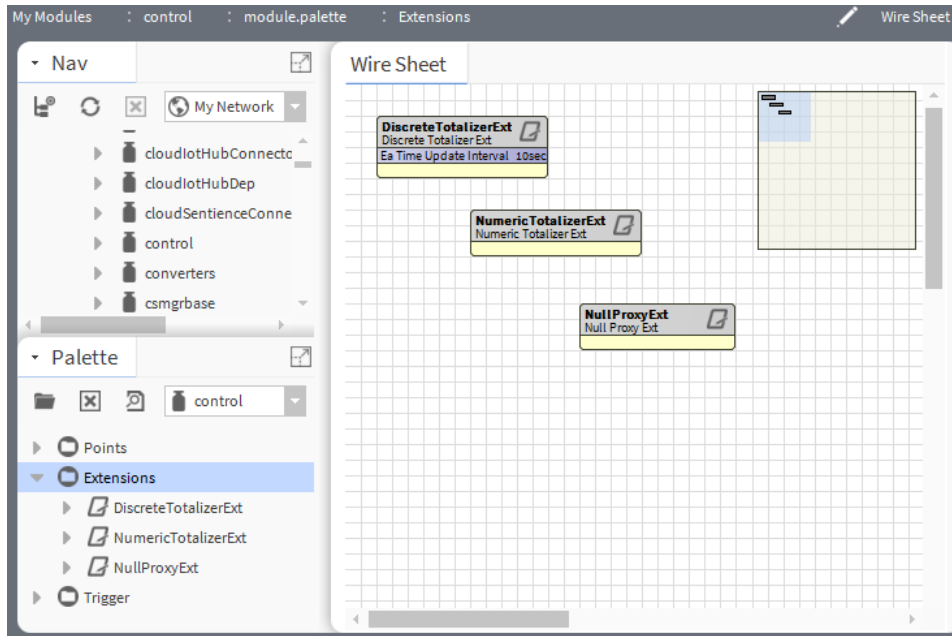 My Modules : control : module.palette : Extensions Wire Sheet
Nav
My Network
cloudIotHubConnectc
cloudIotHubDep
cloudSentienceConne
control
converters
csmgrbase
Palette
control
Points
Extensions
DiscreteTotalizerExt
NumericTotalizerExt
NullProxyExt
Trigger
Wire Sheet
DiscreteTotalizerExt
Discrete Totalizer Ext
Ea Time Update Interval 10sec
NumericTotalizerExt
Numeric Totalizer Ext
NullProxyExt
Null Proxy Ext